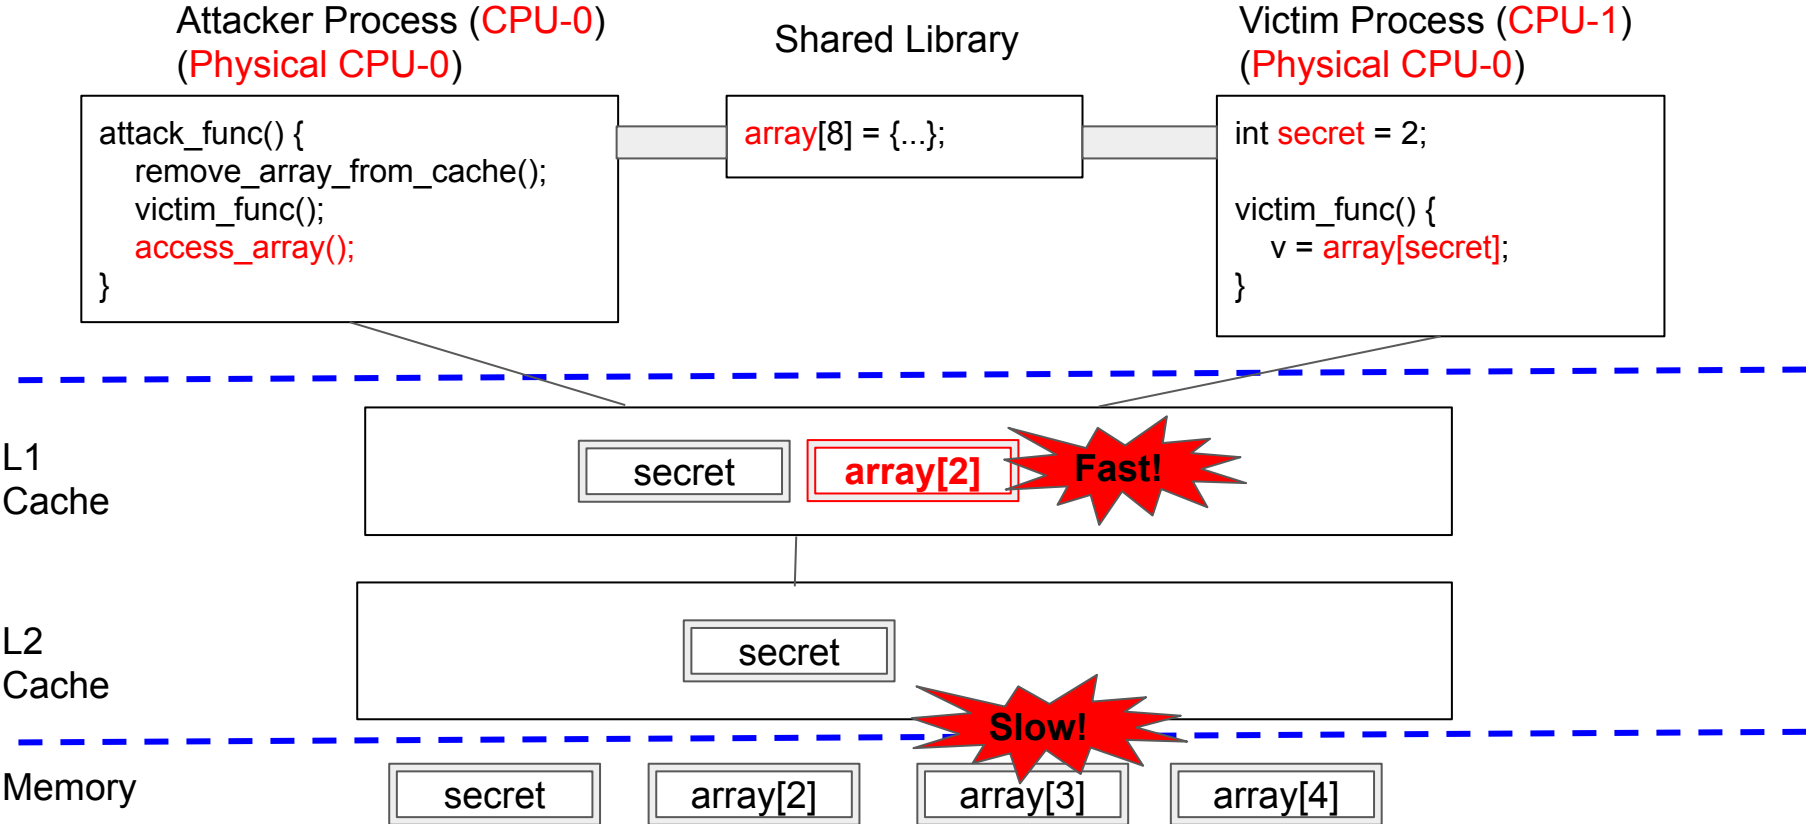 Attacker Process (CPU-0)
(Physical CPU-0)
Shared Library
Victim Process (CPU-1)
(Physical CPU-0)
attack_func() {
remove_array_from_cache();
victim_func();
access_array();
}
array[8] = {...};
int secret = 2;
victim_func() {
v = array[secret];
}
L1
Cache
secret
array[2]
Fast!
L2
Cache
secret
Slow!
Memory
secret
array[2]
array[3]
array[4]